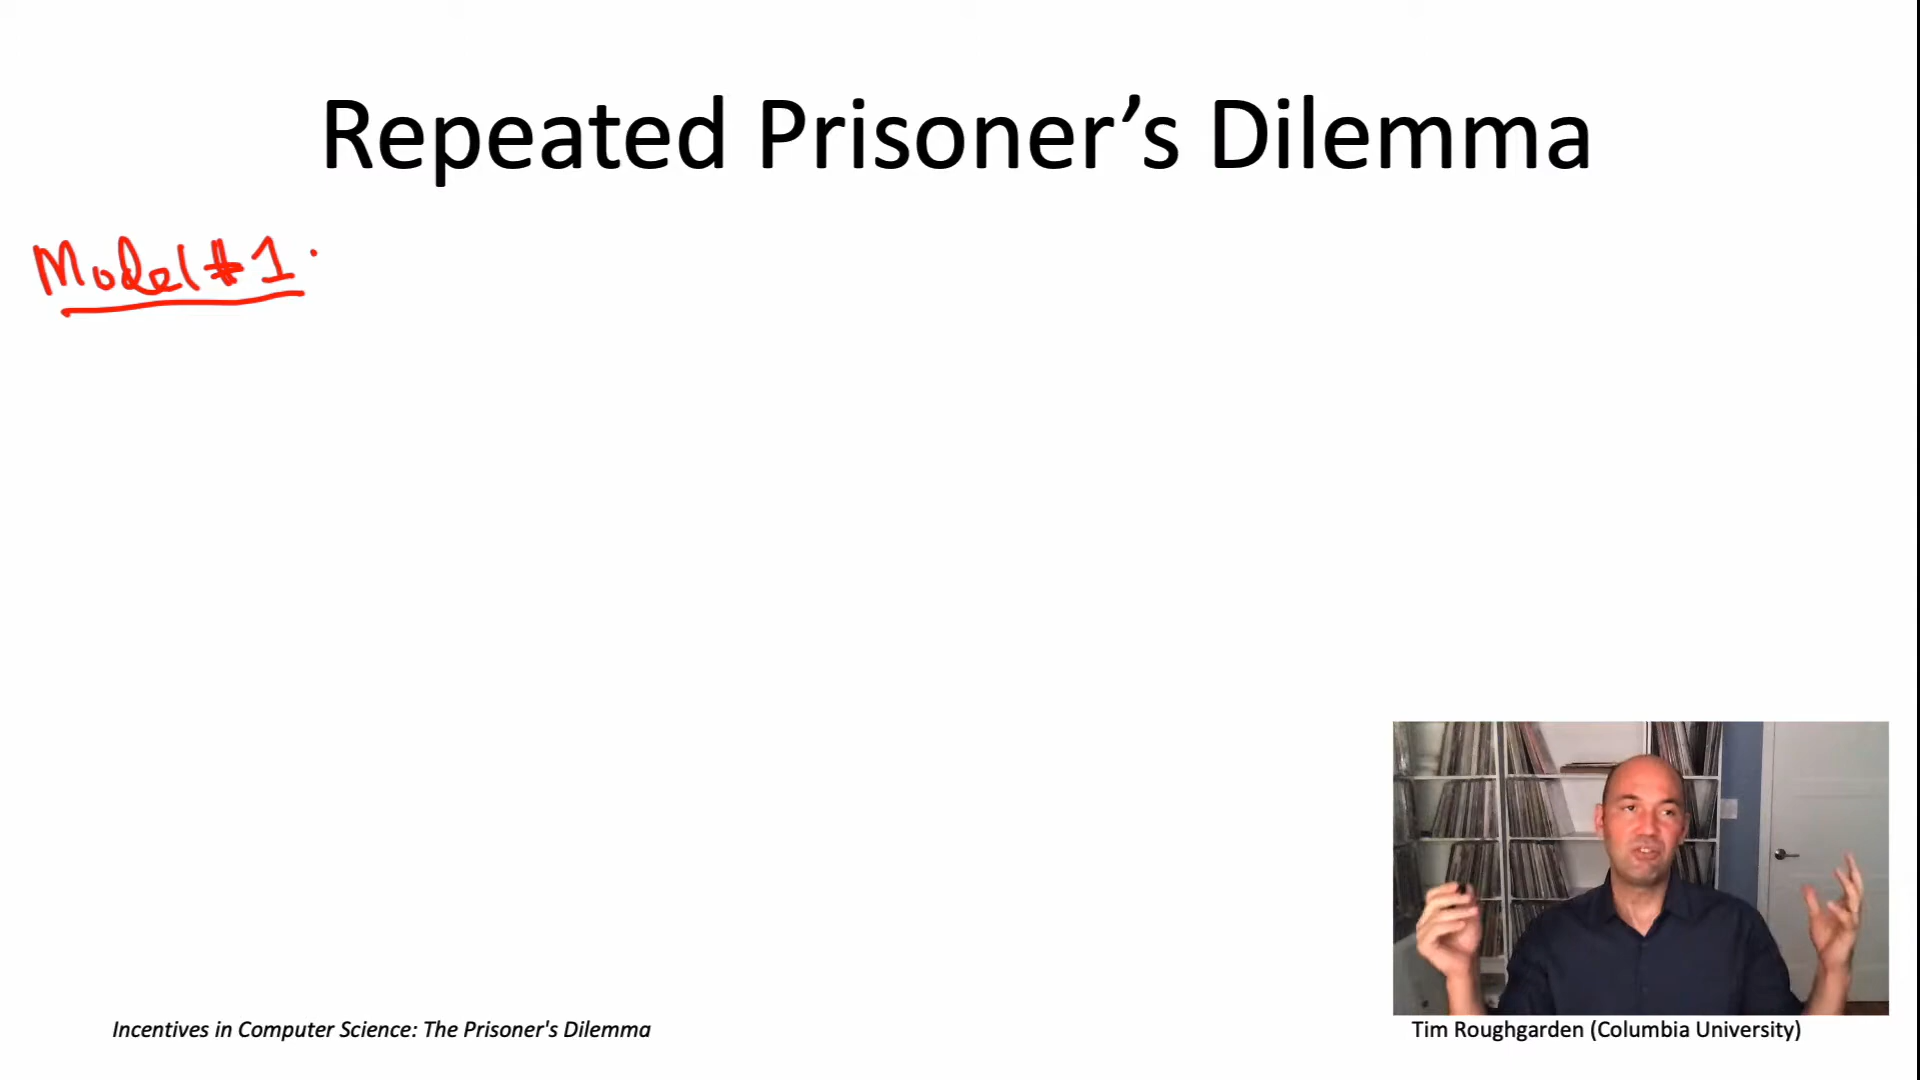 Repeated Prisoner’s Dilemma
Model #1.
Incentives in Computer Science: The Prisoner's Dilemma
Tim Roughgarden (Columbia University)